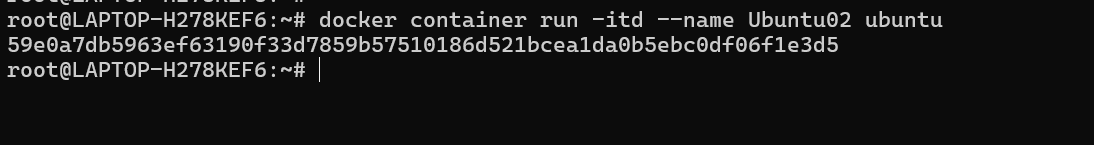 root@LAPTOP-H278KEF6:~# docker container run -itd --name Ubuntu02 ubuntu
59e0a7db5963ef63190f33d7859b57510186d521bcea1da0b5ebc0df06f1e3d5
root@LAPTOP-H278KEF6:~#